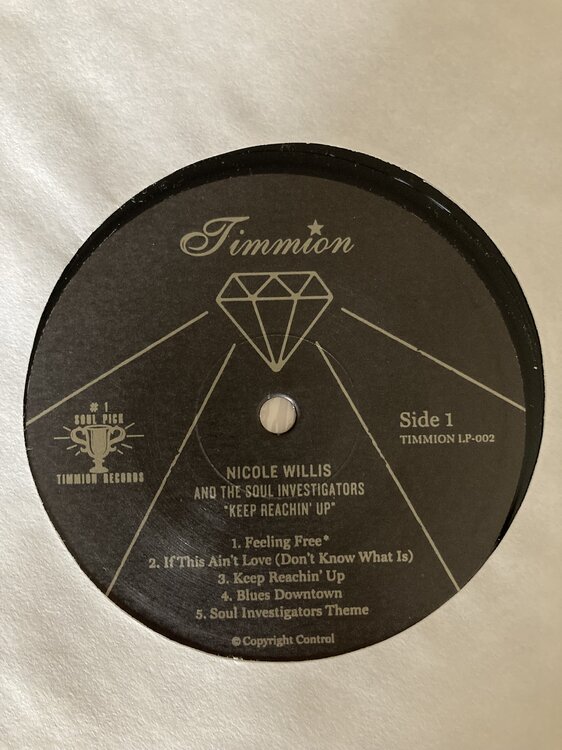 Timmion
# 1
SOUL PICK
TIMMION RECORDS
Side 1
TIMMION LP-002
NICOLE WILLIS
AND THE SOUL INVESTIGATORS
"KEEP REACHIN' UP"
1. Feeling Free*
2. If This Ain't Love (Don't Know What Is)
3. Keep Reachin' Up
4. Blues Downtown
5. Soul Investigators Theme
© Copyright Control